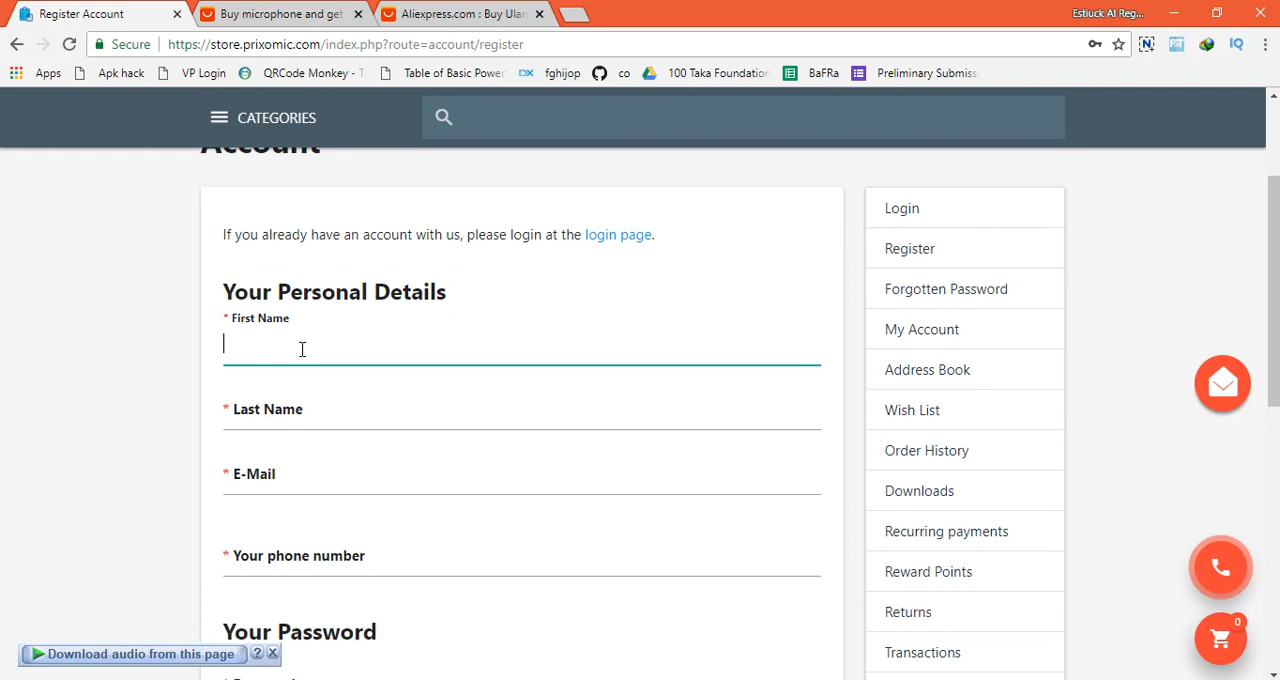 Register Account
Buy microphone and get
Aliexpress.com : Buy Ular
Estiuck Al Reg...
Secure
https://store.prixomic.com/index.php?route=account/register
Apps
Apk hack
VP Login
QRCode Monkey - T
Table of Basic Power
DX
fghijop
co
100 Taka Foundation
BaFRa
Preliminary Submiss
IQ
CATEGORIES
Account
If you already have an account with us, please login at the login page.
Your Personal Details
* First Name
* Last Name
* E-Mail
* Your phone number
Your Password
Login
Register
Forgotten Password
My Account
Address Book
Wish List
Order History
Downloads
Recurring payments
Reward Points
Returns
Transactions
0
Download audio from this page
?